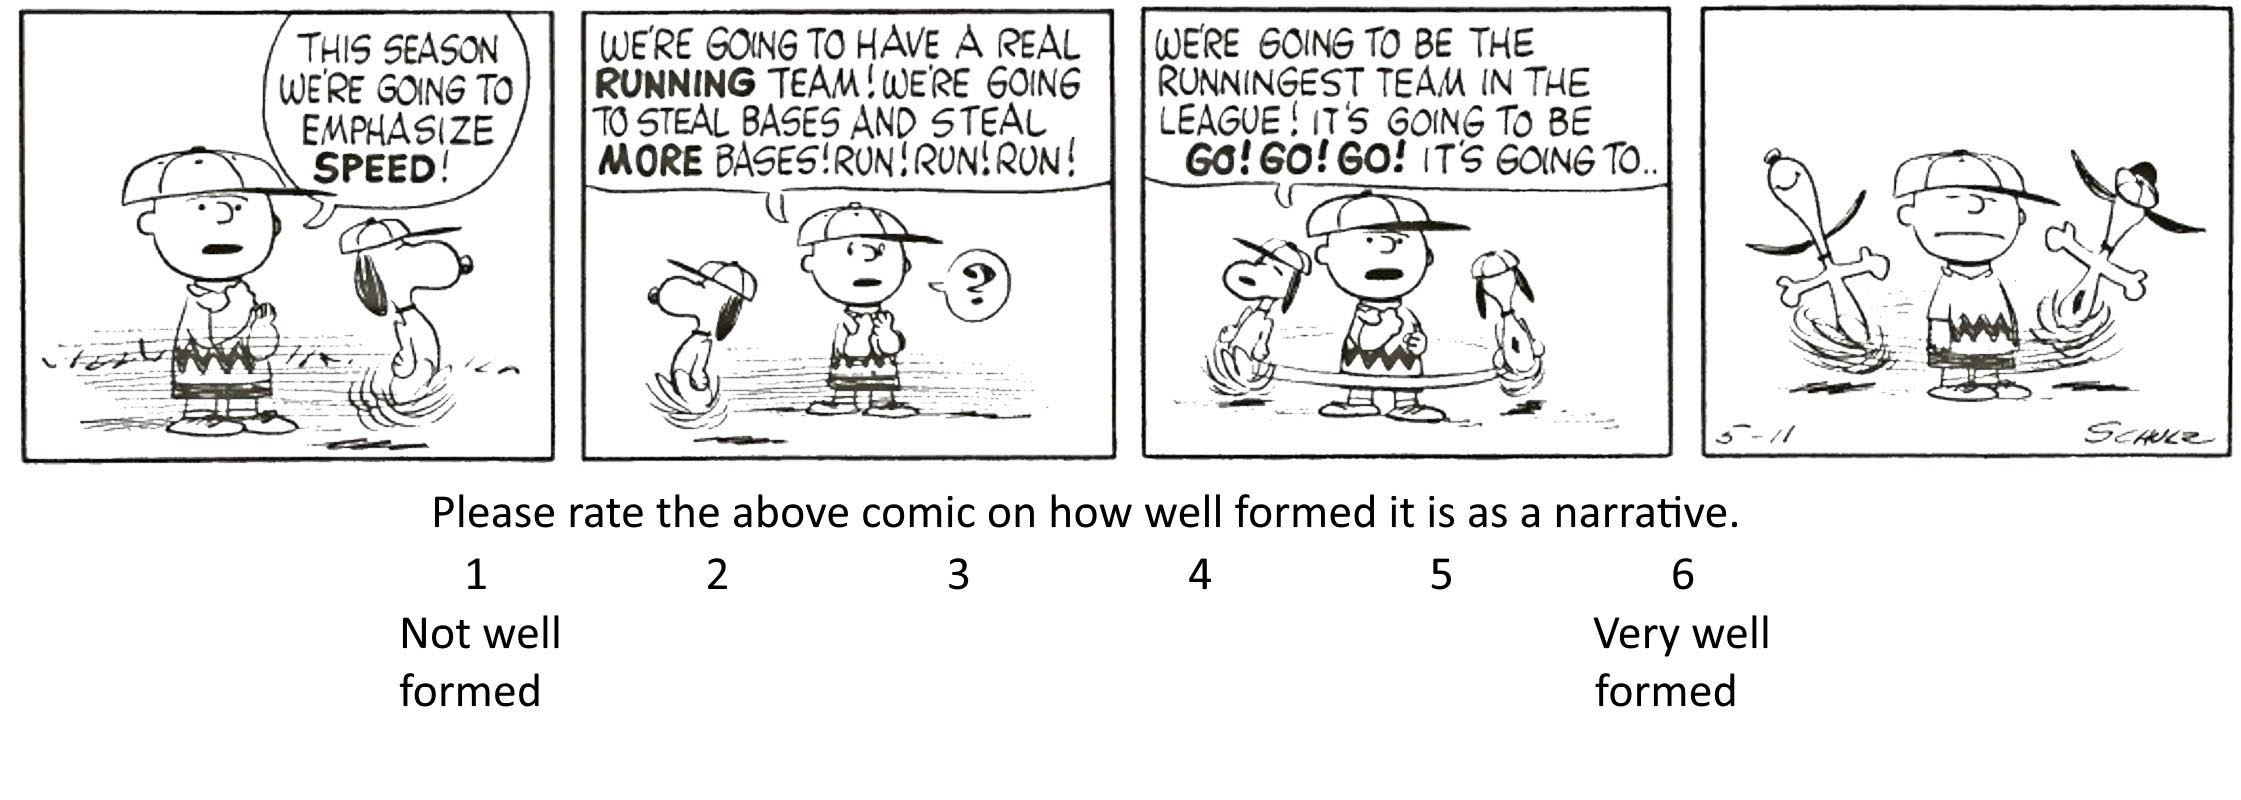 THIS SEASON
WE'RE GOING TO
EMPHASIZE
SPEED!
WE'RE GOING TO HAVE A REAL
RUNNING TEAM! WE'RE GOING
TO STEAL BASES AND STEAL
MORE BASES! RUN! RUN! RUN!
?
WE'RE GOING TO BE THE
RUNNINGEST TEAM IN THE
LEAGUE! IT'S GOING TO BE
GO! GO! GO! IT'S GOING TO..
5-11
SCHULZ
Please rate the above comic on how well formed it is as a narrative.
1 2 3 4 5 6
Not well
formed
Very well
formed